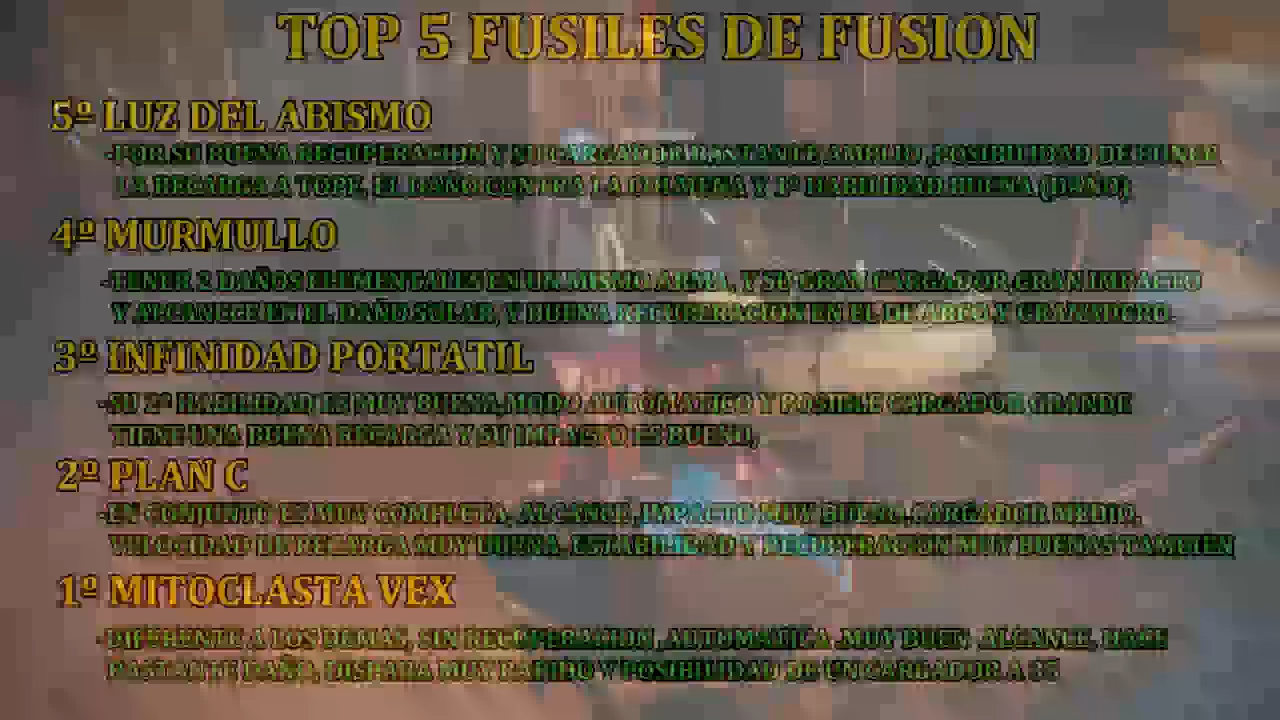 TOP 5 FUSILES DE FUSION
5º LUZ DEL ABISMO
-POR SU BUENA RECUPERACION Y SU CARGADOR BASTANTE AMPLIO, POSIBILIDAD DE PONER
LA RECARGA A TOPE, EL DAÑO CONTRA LA COLMENA Y 1º HABILIDAD BUENA (DAÑO)
4º MURMULLO
-TENER 2 DAÑOS ELEMENTALES EN UN MISMO ARMA, Y SU GRAN CARGADOR, GRAN IMPACTO
Y ALCANCE EN EL DAÑO SOLAR, Y BUENA RECUPERACION EN EL DE ARCO Y GRANADERO.
3º INFINIDAD PORTATIL
-SU 2º HABILIDAD ES MUY BUENA, MODO AUTOMATICO Y POSIBLE CARGADOR GRANDE
TIENE UNA BUENA RECARGA Y SU IMPACTO ES BUENO,
2º PLAN C
-EN CONJUNTO ES MUY COMPLETA, ALCANCE, IMPACTO MUY BUENO, CARGADOR MEDIO,
VELOCIDAD DE RECARGA MUY BUENA, ESTABILIDAD Y RECUPERACION MUY BUENAS TAMBIEN
1º MITOCLASTA VEX
-DIFERENTE A LOS DEMAS, SIN RECUPERACION, AUTOMATICA, MUY BUEN ALCANCE, HACE
BASTANTE DAÑO, DISPARA MUY RAPIDO Y POSIBILIDAD DE UN CARGADOR A